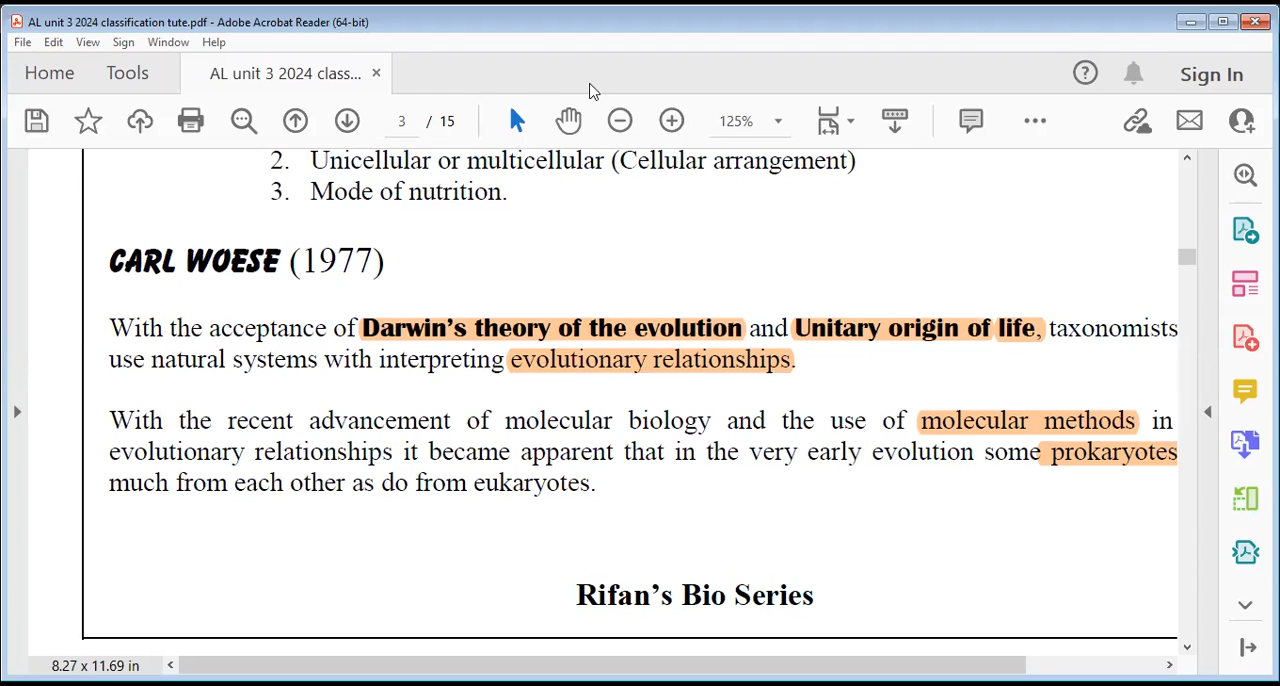 AL unit 3 2024 classification tute.pdf - Adobe Acrobat Reader (64-bit)
File Edit View Sign Window Help
Home Tools AL unit 3 2024 class... × Sign In
3 / 15 125%
2. Unicellular or multicellular (Cellular arrangement)
3. Mode of nutrition.
CARL WOESE (1977)
With the acceptance of Darwin's theory of the evolution and Unitary origin of life, taxonomists
use natural systems with interpreting evolutionary relationships.
With the recent advancement of molecular biology and the use of molecular methods in
evolutionary relationships it became apparent that in the very early evolution some prokaryotes
much from each other as do from eukaryotes.
Rifan's Bio Series
8.27 x 11.69 in